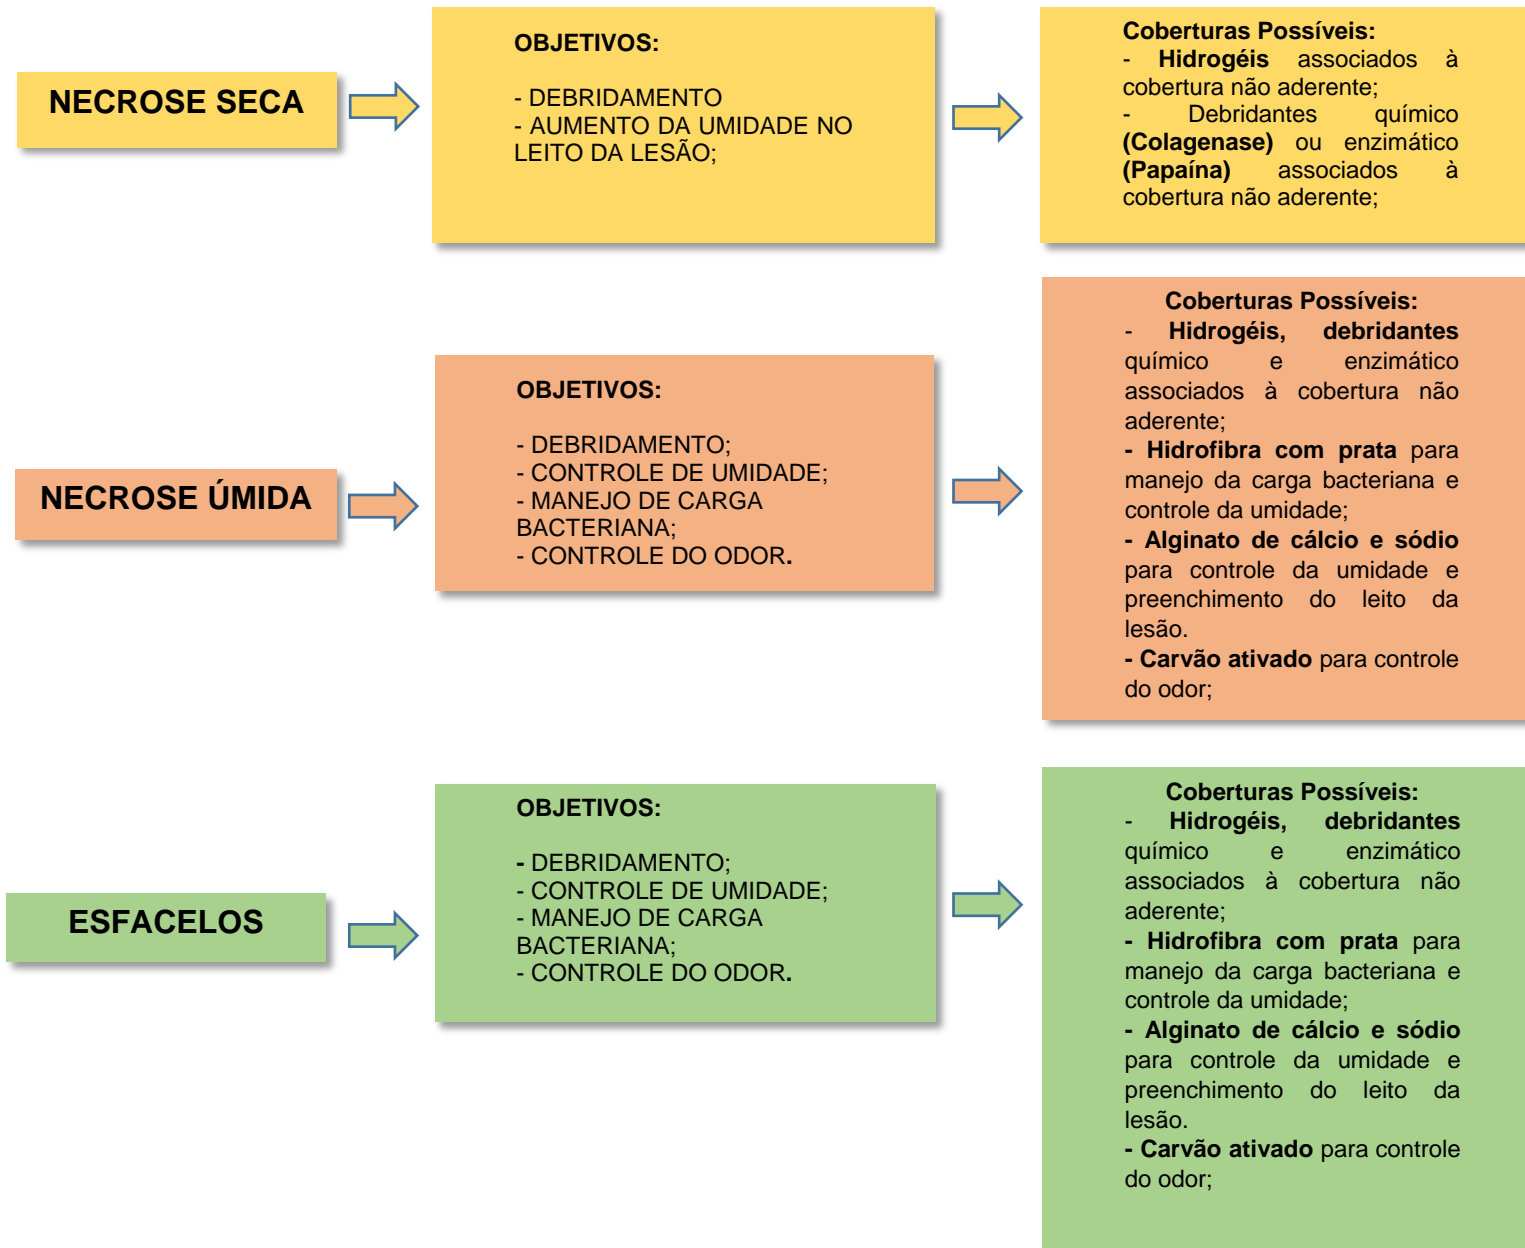 NECROSE SECA
OBJETIVOS:
- DEBRIDAMENTO
- AUMENTO DA UMIDADE NO
LEITO DA LESÃO;
Coberturas Possíveis:
- Hidrogéis associados à
cobertura não aderente;
- Debridantes químico
(Colagenase) ou enzimático
(Papaína) associados à
cobertura não aderente;
NECROSE ÚMIDA
OBJETIVOS:
- DEBRIDAMENTO;
- CONTROLE DE UMIDADE;
- MANEJO DE CARGA
BACTERIANA;
- CONTROLE DO ODOR.
Coberturas Possíveis:
- Hidrogéis, debridantes
químico e enzimático
associados à cobertura não
aderente;
- Hidrofibra com prata para
manejo da carga bacteriana e
controle da umidade;
- Alginato de cálcio e sódio
para controle da umidade e
preenchimento do leito da
lesão.
- Carvão ativado para controle
do odor;
ESFACELOS
OBJETIVOS:
- DEBRIDAMENTO;
- CONTROLE DE UMIDADE;
- MANEJO DE CARGA
BACTERIANA;
- CONTROLE DO ODOR.
Coberturas Possíveis:
- Hidrogéis, debridantes
químico e enzimático
associados à cobertura não
aderente;
- Hidrofibra com prata para
manejo da carga bacteriana e
controle da umidade;
- Alginato de cálcio e sódio
para controle da umidade e
preenchimento do leito da
lesão.
- Carvão ativado para controle
do odor;